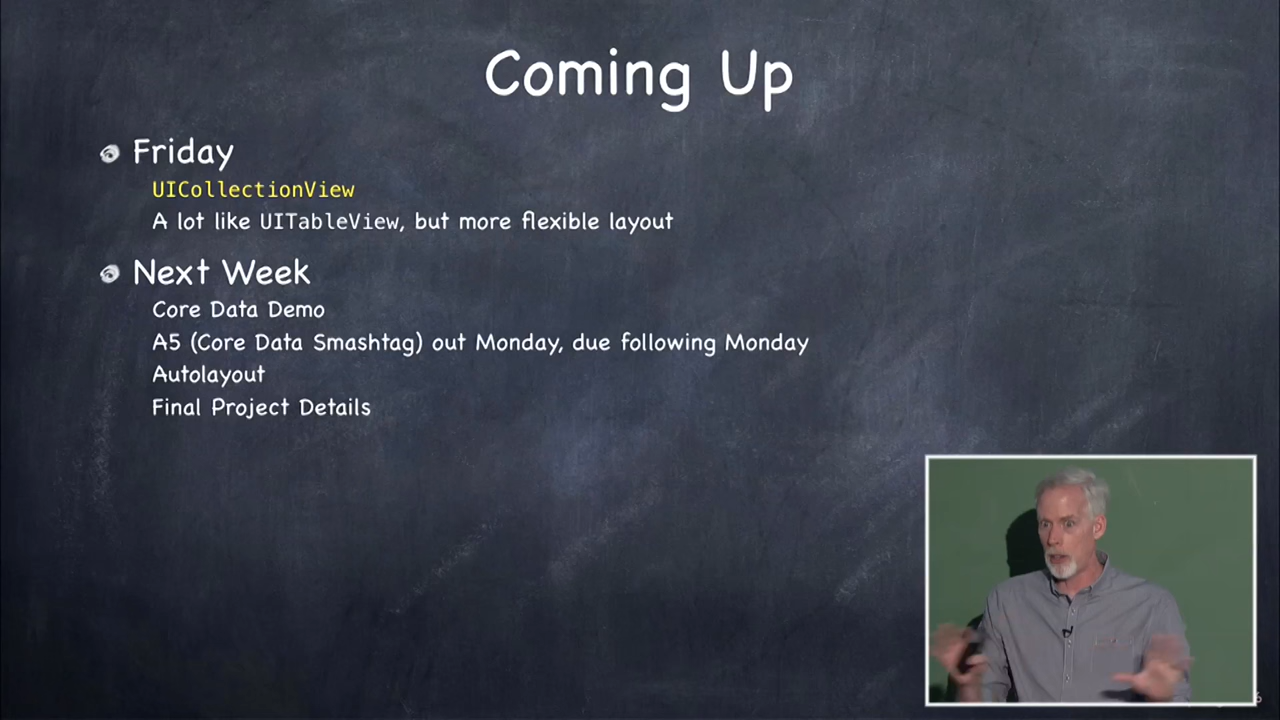 Coming Up
Friday
UICollectionView
A lot like UITableView, but more flexible layout
Next Week
Core Data Demo
A5 (Core Data Smashtag) out Monday, due following Monday
Autolayout
Final Project Details